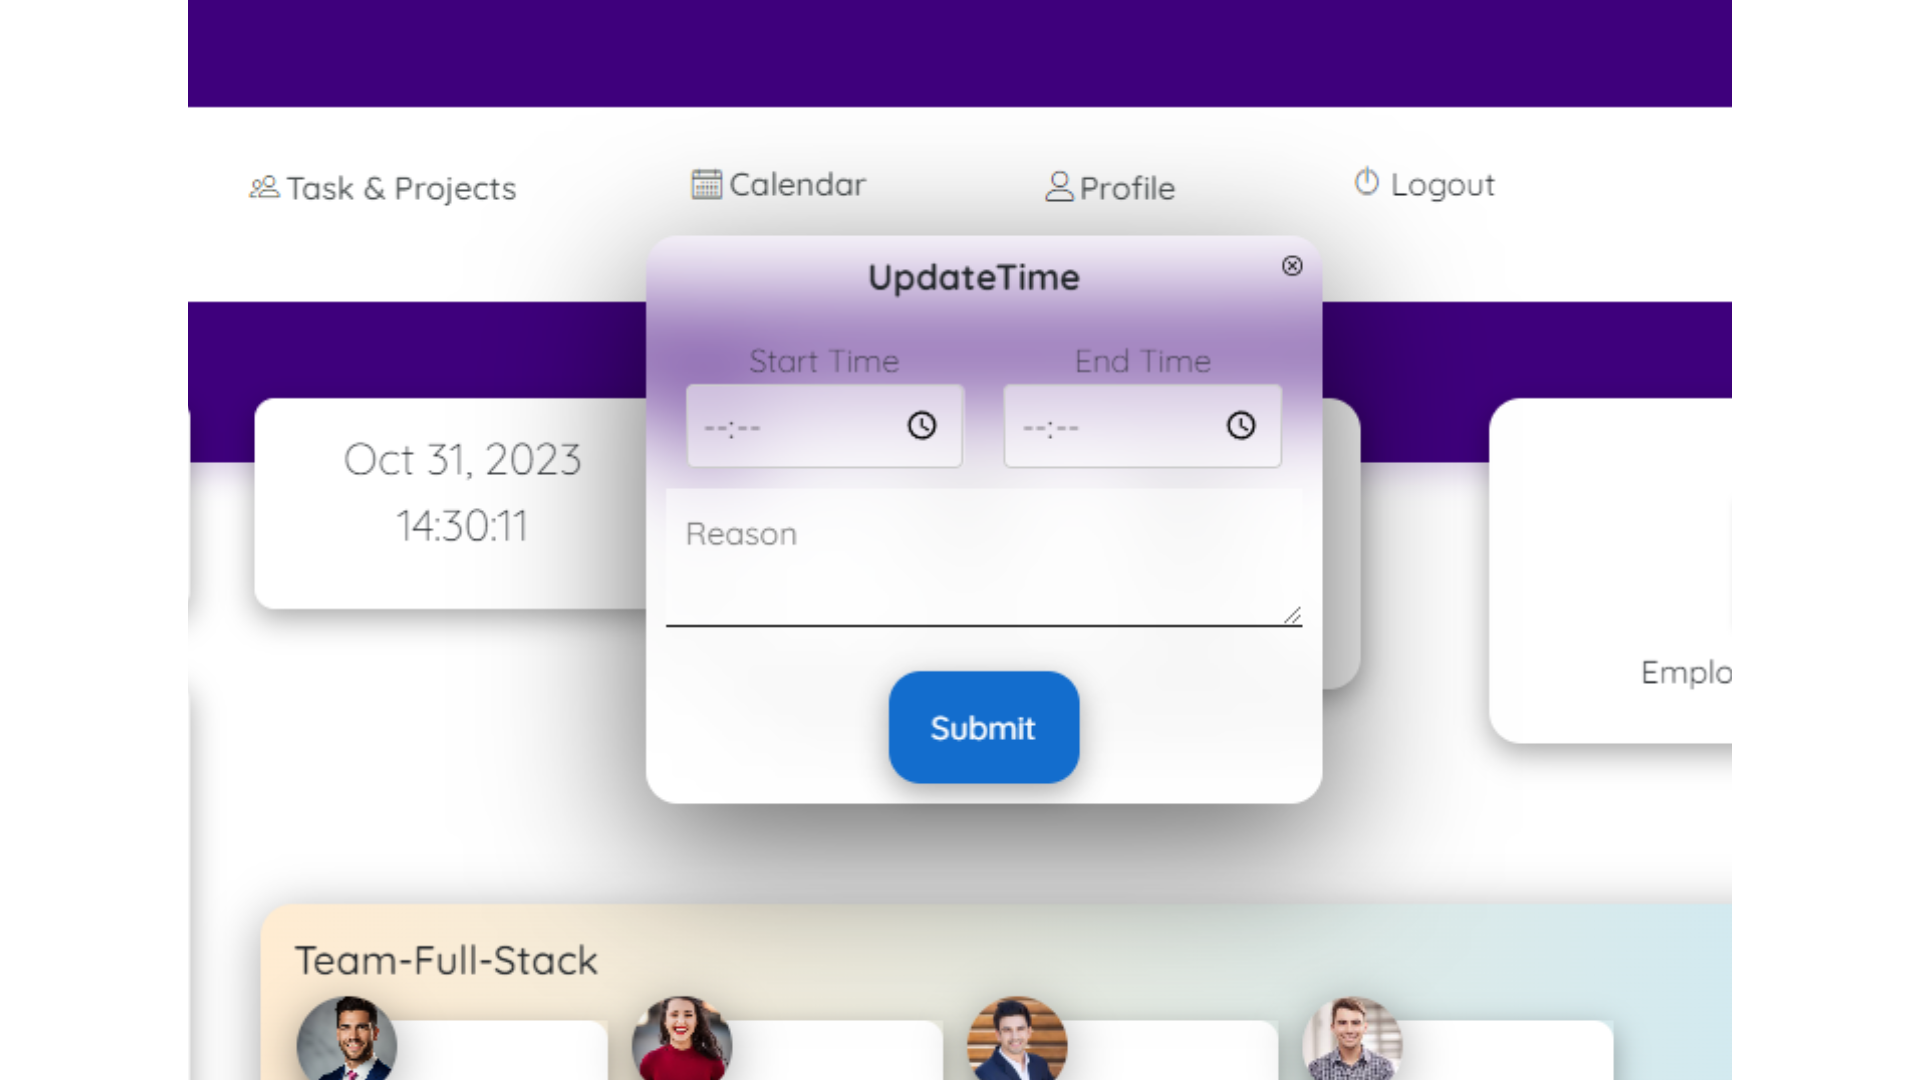 Task & Projects
Calendar
Profile
Logout
UpdateTime
Start Time
End Time
--:--
--:--
Oct 31, 2023
14:30:11
Reason
Submit
Emplo
Team-Full-Stack